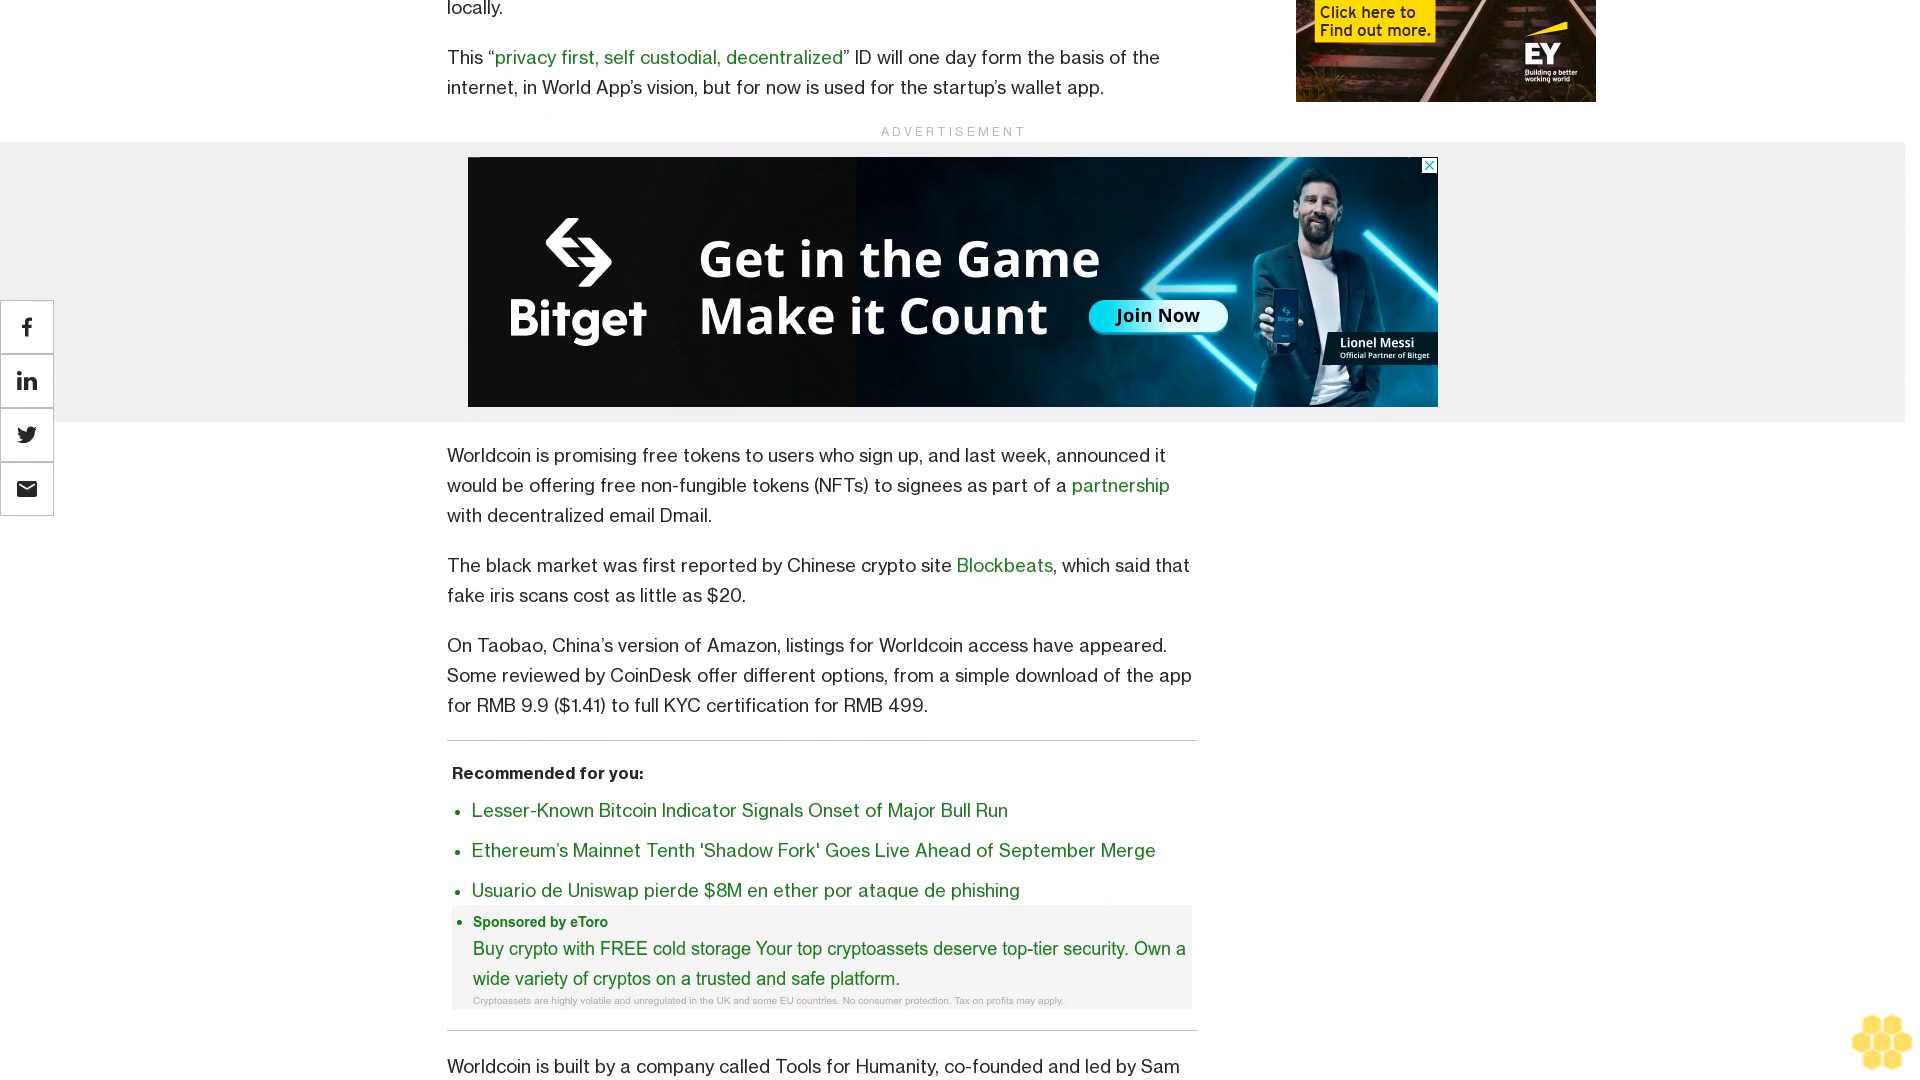 locally.
Click here to
Find out more.
EY
Building a better
working world
This “privacy first, self custodial, decentralized” ID will one day form the basis of the
internet, in World App’s vision, but for now is used for the startup’s wallet app.
ADVERTISEMENT
Bitget
Get in the Game
Make it Count
Join Now
Bitget
Lionel Messi
Official Partner of Bitget
Worldcoin is promising free tokens to users who sign up, and last week, announced it
would be offering free non-fungible tokens (NFTs) to signees as part of a partnership
with decentralized email Dmail.
The black market was first reported by Chinese crypto site Blockbeats, which said that
fake iris scans cost as little as $20.
On Taobao, China’s version of Amazon, listings for Worldcoin access have appeared.
Some reviewed by CoinDesk offer different options, from a simple download of the app
for RMB 9.9 ($1.41) to full KYC certification for RMB 499.
Recommended for you:
• Lesser-Known Bitcoin Indicator Signals Onset of Major Bull Run
• Ethereum’s Mainnet Tenth 'Shadow Fork' Goes Live Ahead of September Merge
• Usuario de Uniswap pierde $8M en ether por ataque de phishing
• Sponsored by eToro
Buy crypto with FREE cold storage Your top cryptoassets deserve top-tier security. Own a
wide variety of cryptos on a trusted and safe platform.
Cryptoassets are highly volatile and unregulated in the UK and some EU countries. No consumer protection. Tax on profits may apply.
Worldcoin is built by a company called Tools for Humanity, co-founded and led by Sam